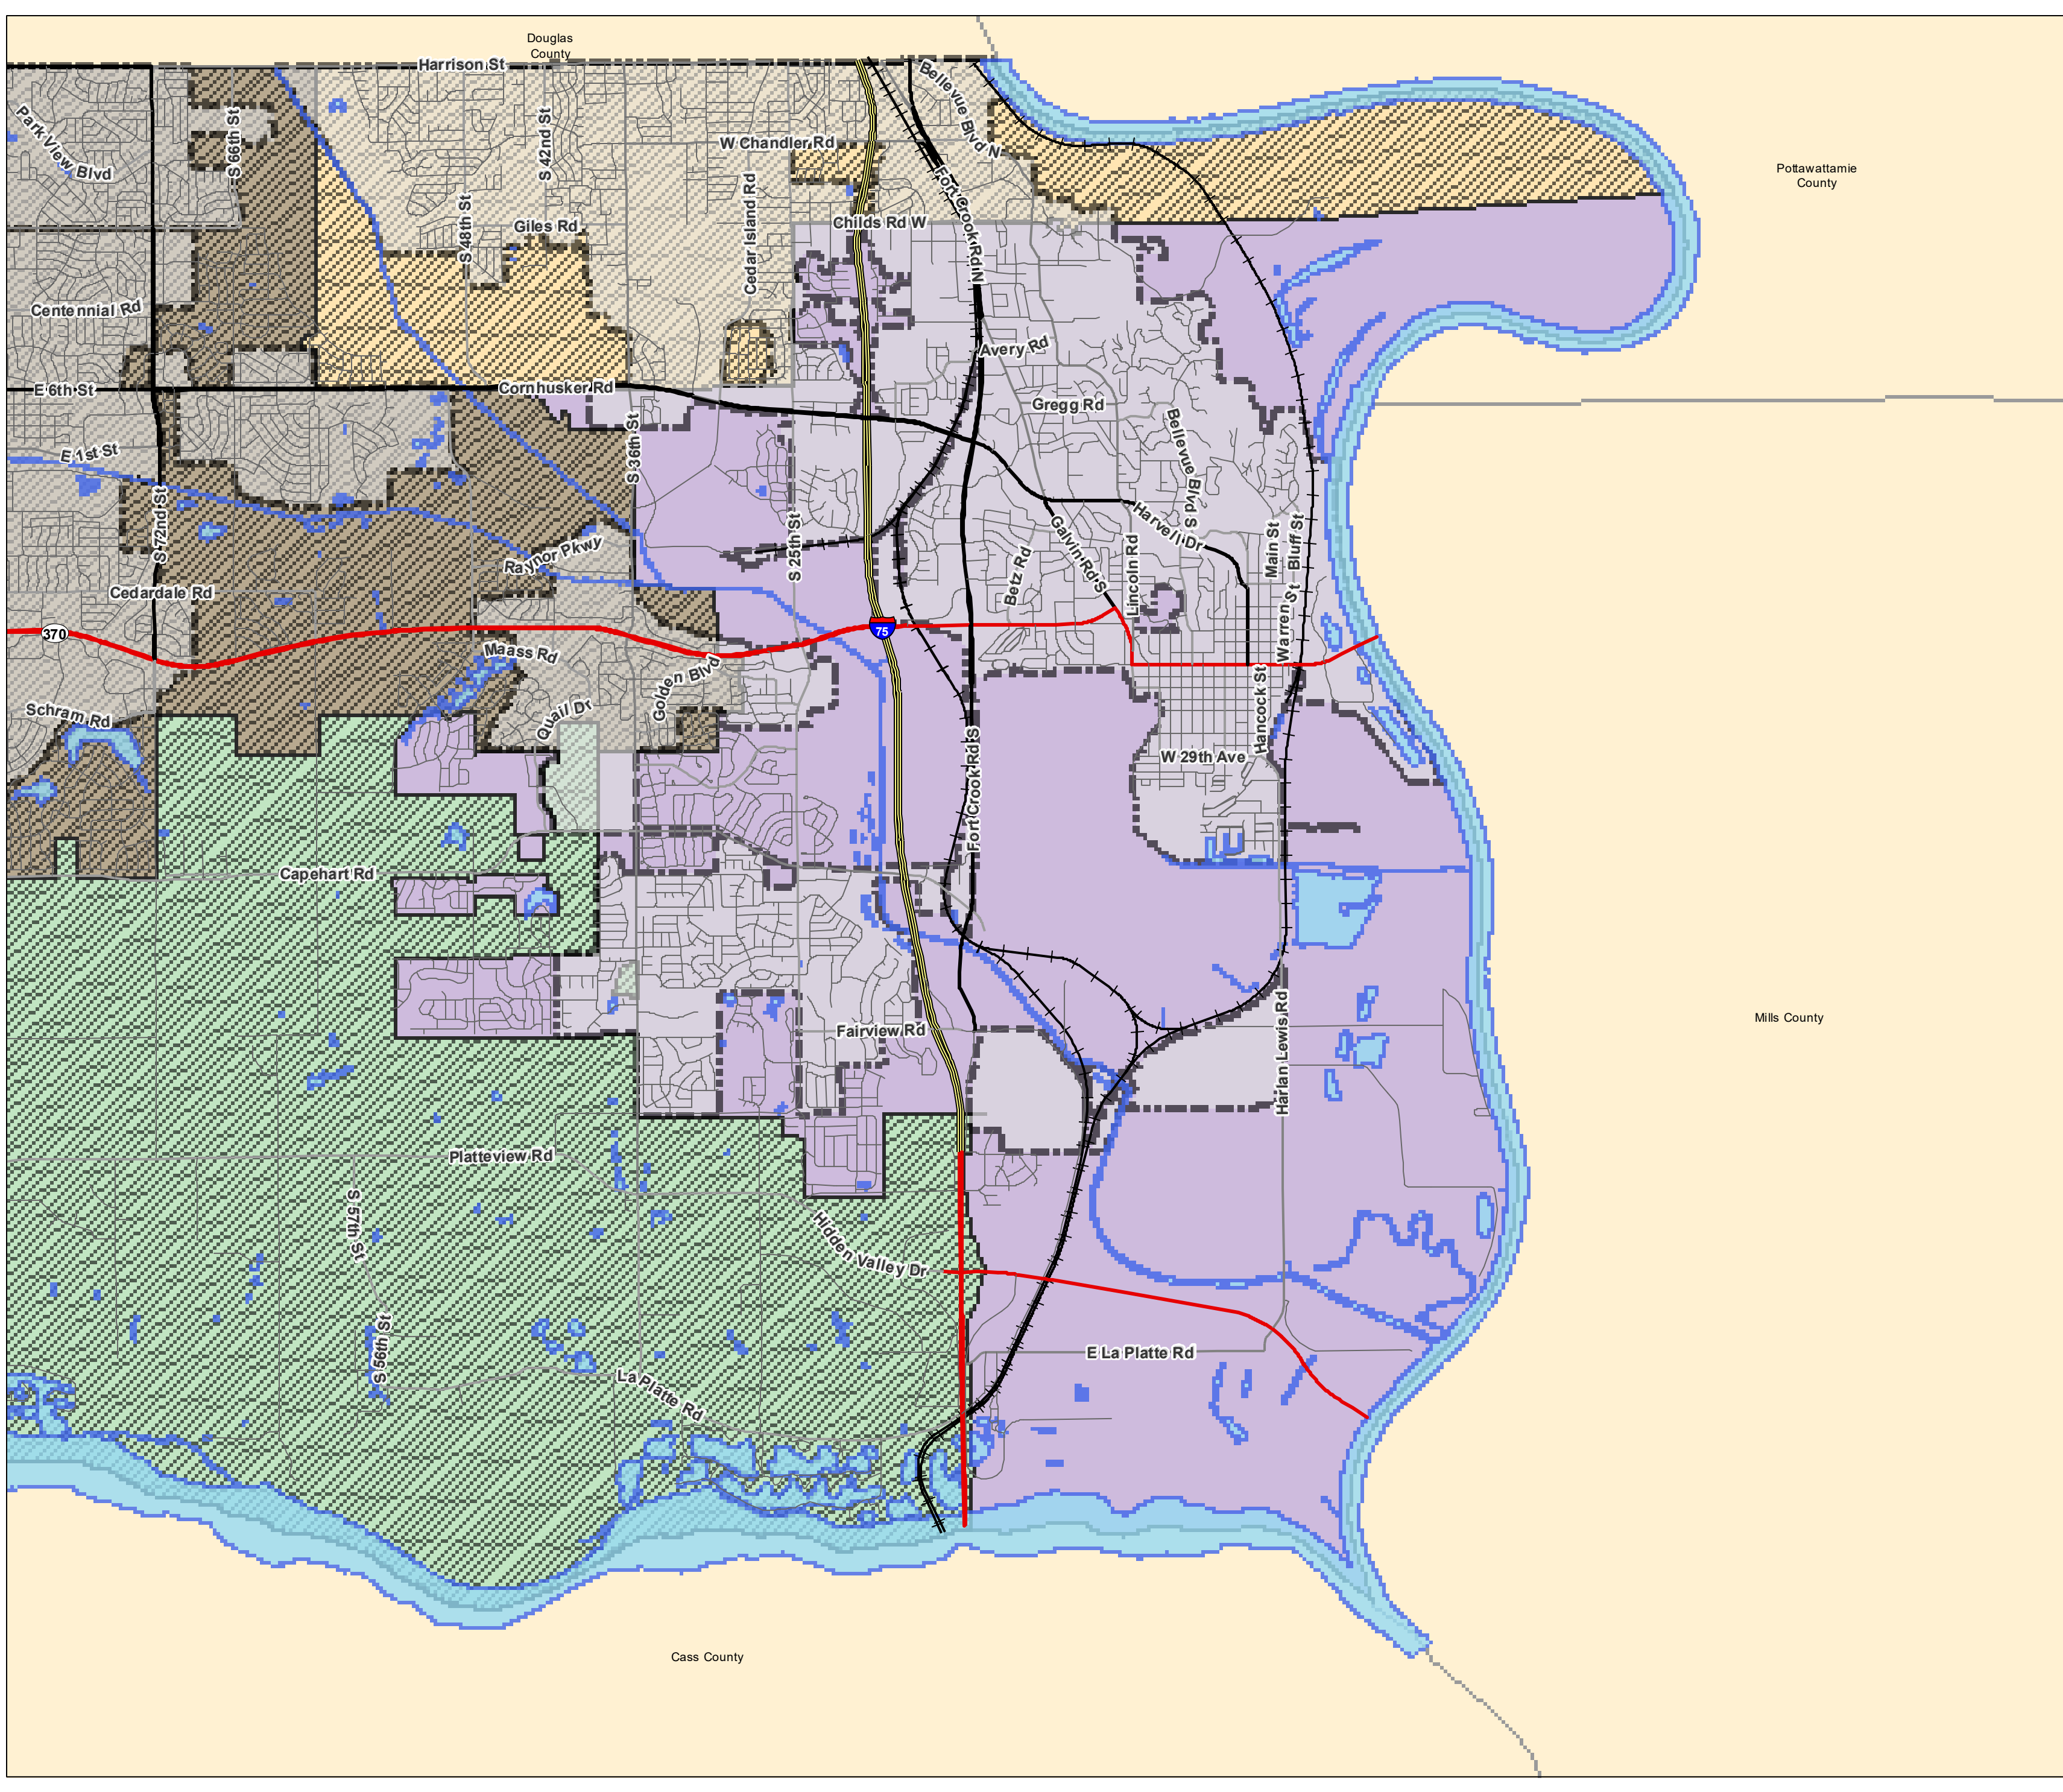 Douglas
County
Harrison St
Bellevue Blvd N
Park View Blvd
S 66th St
S 42nd St
W Chandler Rd
Pottawattamie
County
Fort Crook Rd N
S 48th St
Giles Rd
Cedar Island Rd
Childs Rd W
Centennial Rd
Avery Rd
E 6th St
Cornhusker Rd
Gregg Rd
Bellevue Blvd S
S 36th St
E 1st St
S 72nd St
S 25th St
Galvin Rd S
Harvell Dr
Main St
Bluff St
Raynor Pkwy
Betz Rd
Lincoln Rd
Cedardale Rd
Warren St
370
75
Maass Rd
Golden Blvd
Quail Dr
Schram Rd
Hancock St
W 29th Ave
Fort Crook Rd S
Capehart Rd
Mills County
Fairview Rd
Harlan Lewis Rd
Platteview Rd
S 57th St
Hidden Valley Dr
S 56th St
E La Platte Rd
La Platte Rd
Cass County